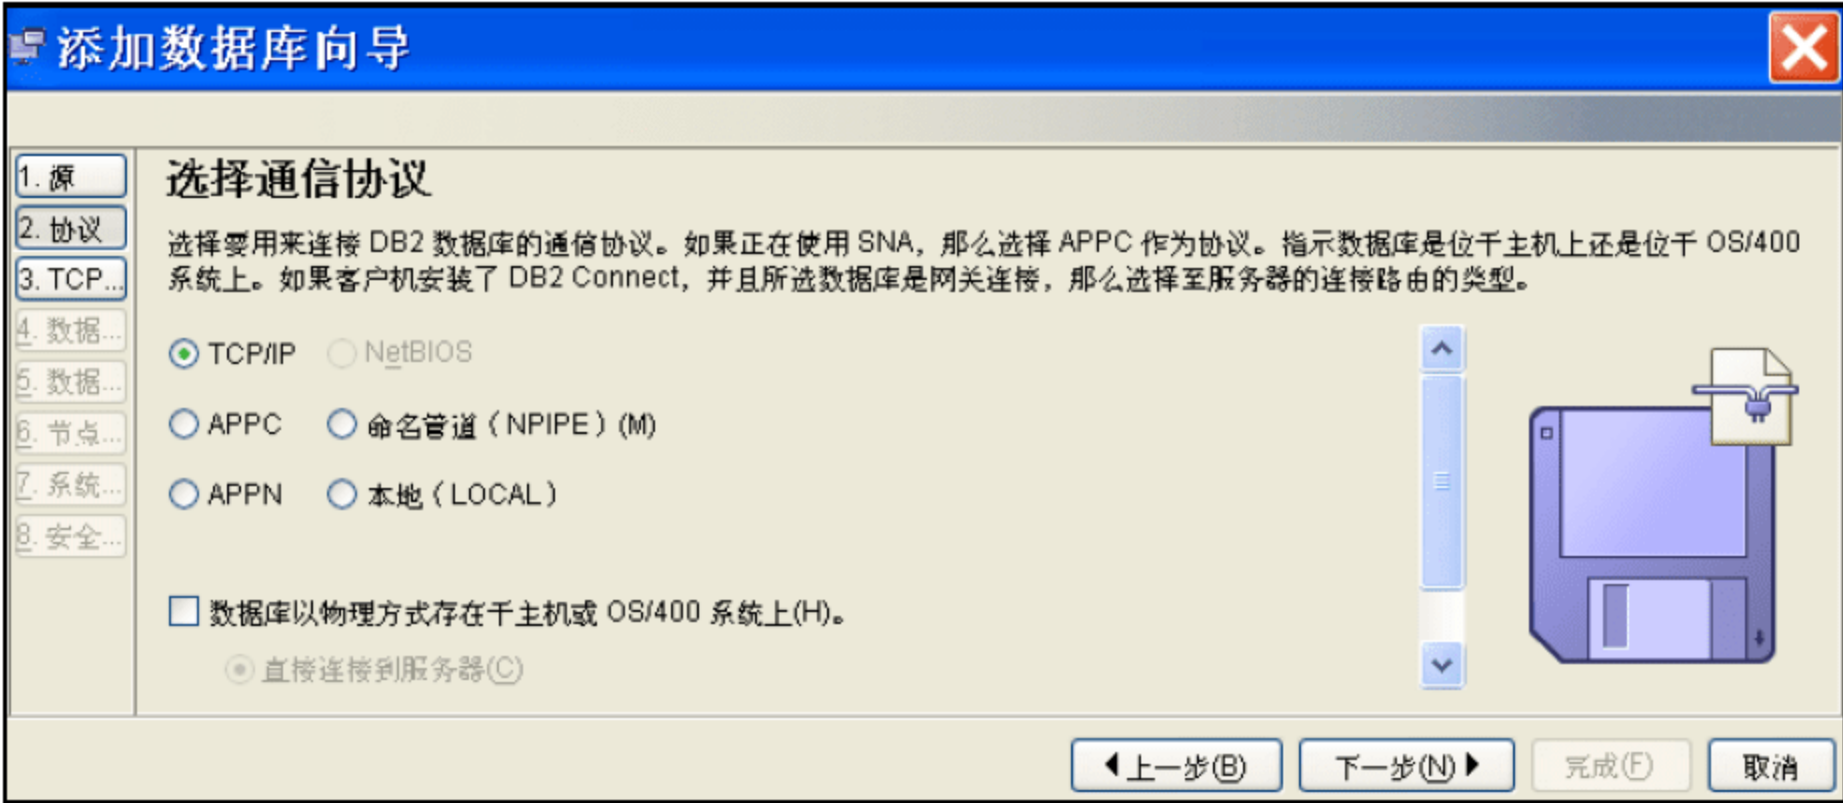 添加数据库向导
1. 源
2. 协议
3. TCP...
4. 数据...
5. 数据...
6. 节点...
7. 系统...
8. 安全...
选择通信协议
选择要用来连接 DB2 数据库的通信协议。如果正在使用 SNA，那么选择 APPC 作为协议。指示数据库是位于主机上还是位于 OS/400
系统上。如果客户机安装了 DB2 Connect，并且所选数据库是网关连接，那么选择至服务器的连接路由的类型。
TCP/IP NetBIOS
APPC 命名管道（NPIPE）(M)
APPN 本地（LOCAL）
数据库以物理方式存在于主机或 OS/400 系统上(H)。
直接连接到服务器(C)
上一步(B) 下一步(N) 完成(F) 取消